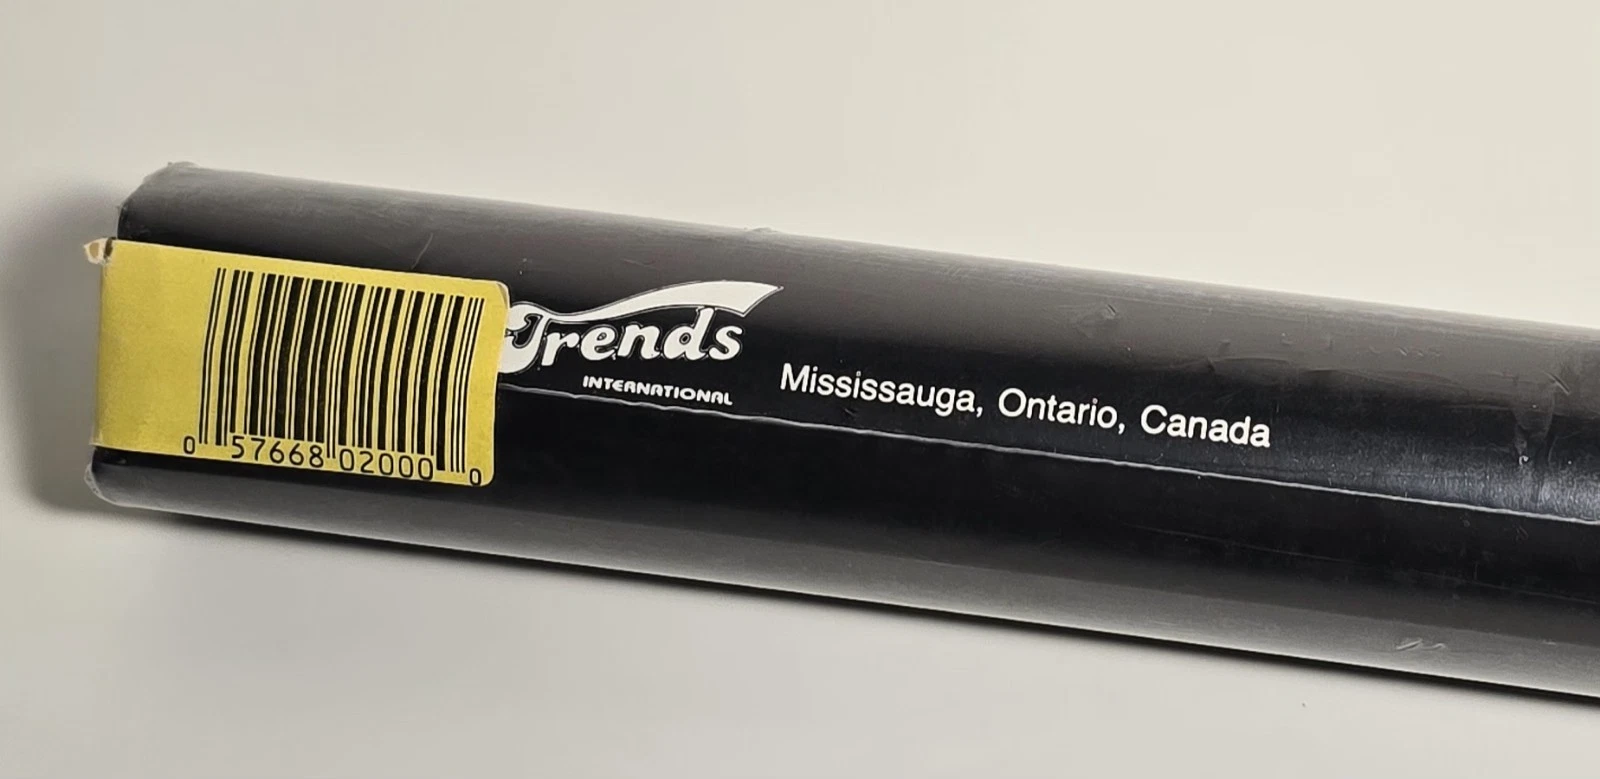 Trends
INTERNATIONAL
Mississauga, Ontario, Canada
0 57668 02000 0